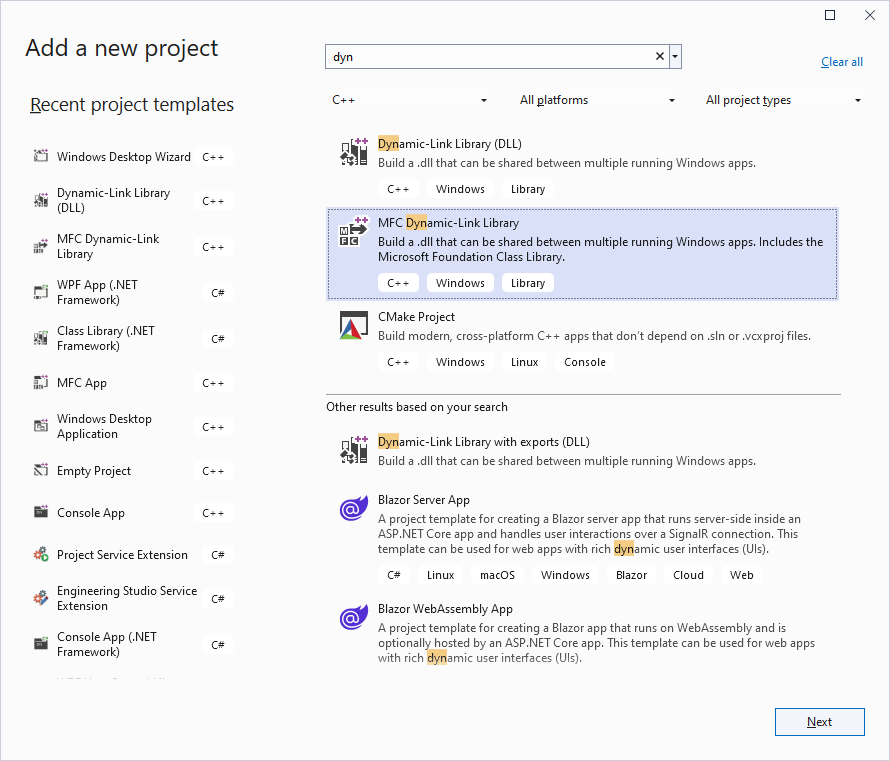 Add a new project
dyn
Clear all
Recent project templates
C++
All platforms
All project types
Windows Desktop Wizard C++
Dynamic-Link Library
(DLL)
C++
MFC Dynamic-Link
Library
C++
WPF App (.NET
Framework)
C#
Class Library (.NET
Framework)
C#
MFC App C++
Windows Desktop
Application
C++
Empty Project C++
Console App C++
Project Service Extension C#
Engineering Studio Service
Extension
C#
Console App (.NET
Framework)
C#
Dynamic-Link Library (DLL)
Build a .dll that can be shared between multiple running Windows apps.
C++ Windows Library
MFC Dynamic-Link Library
Build a .dll that can be shared between multiple running Windows apps. Includes the
Microsoft Foundation Class Library.
C++ Windows Library
CMake Project
Build modern, cross-platform C++ apps that don't depend on .sln or .vcxproj files.
C++ Windows Linux Console
Other results based on your search
Dynamic-Link Library with exports (DLL)
Build a .dll that can be shared between multiple running Windows apps.
Blazor Server App
A project template for creating a Blazor server app that runs server-side inside an
ASP.NET Core app and handles user interactions over a SignalR connection. This
template can be used for web apps with rich dynamic user interfaces (UIs).
C# Linux macOS Windows Blazor Cloud Web
Blazor WebAssembly App
A project template for creating a Blazor app that runs on WebAssembly and is
optionally hosted by an ASP.NET Core app. This template can be used for web apps
with rich dynamic user interfaces (UIs).
Next